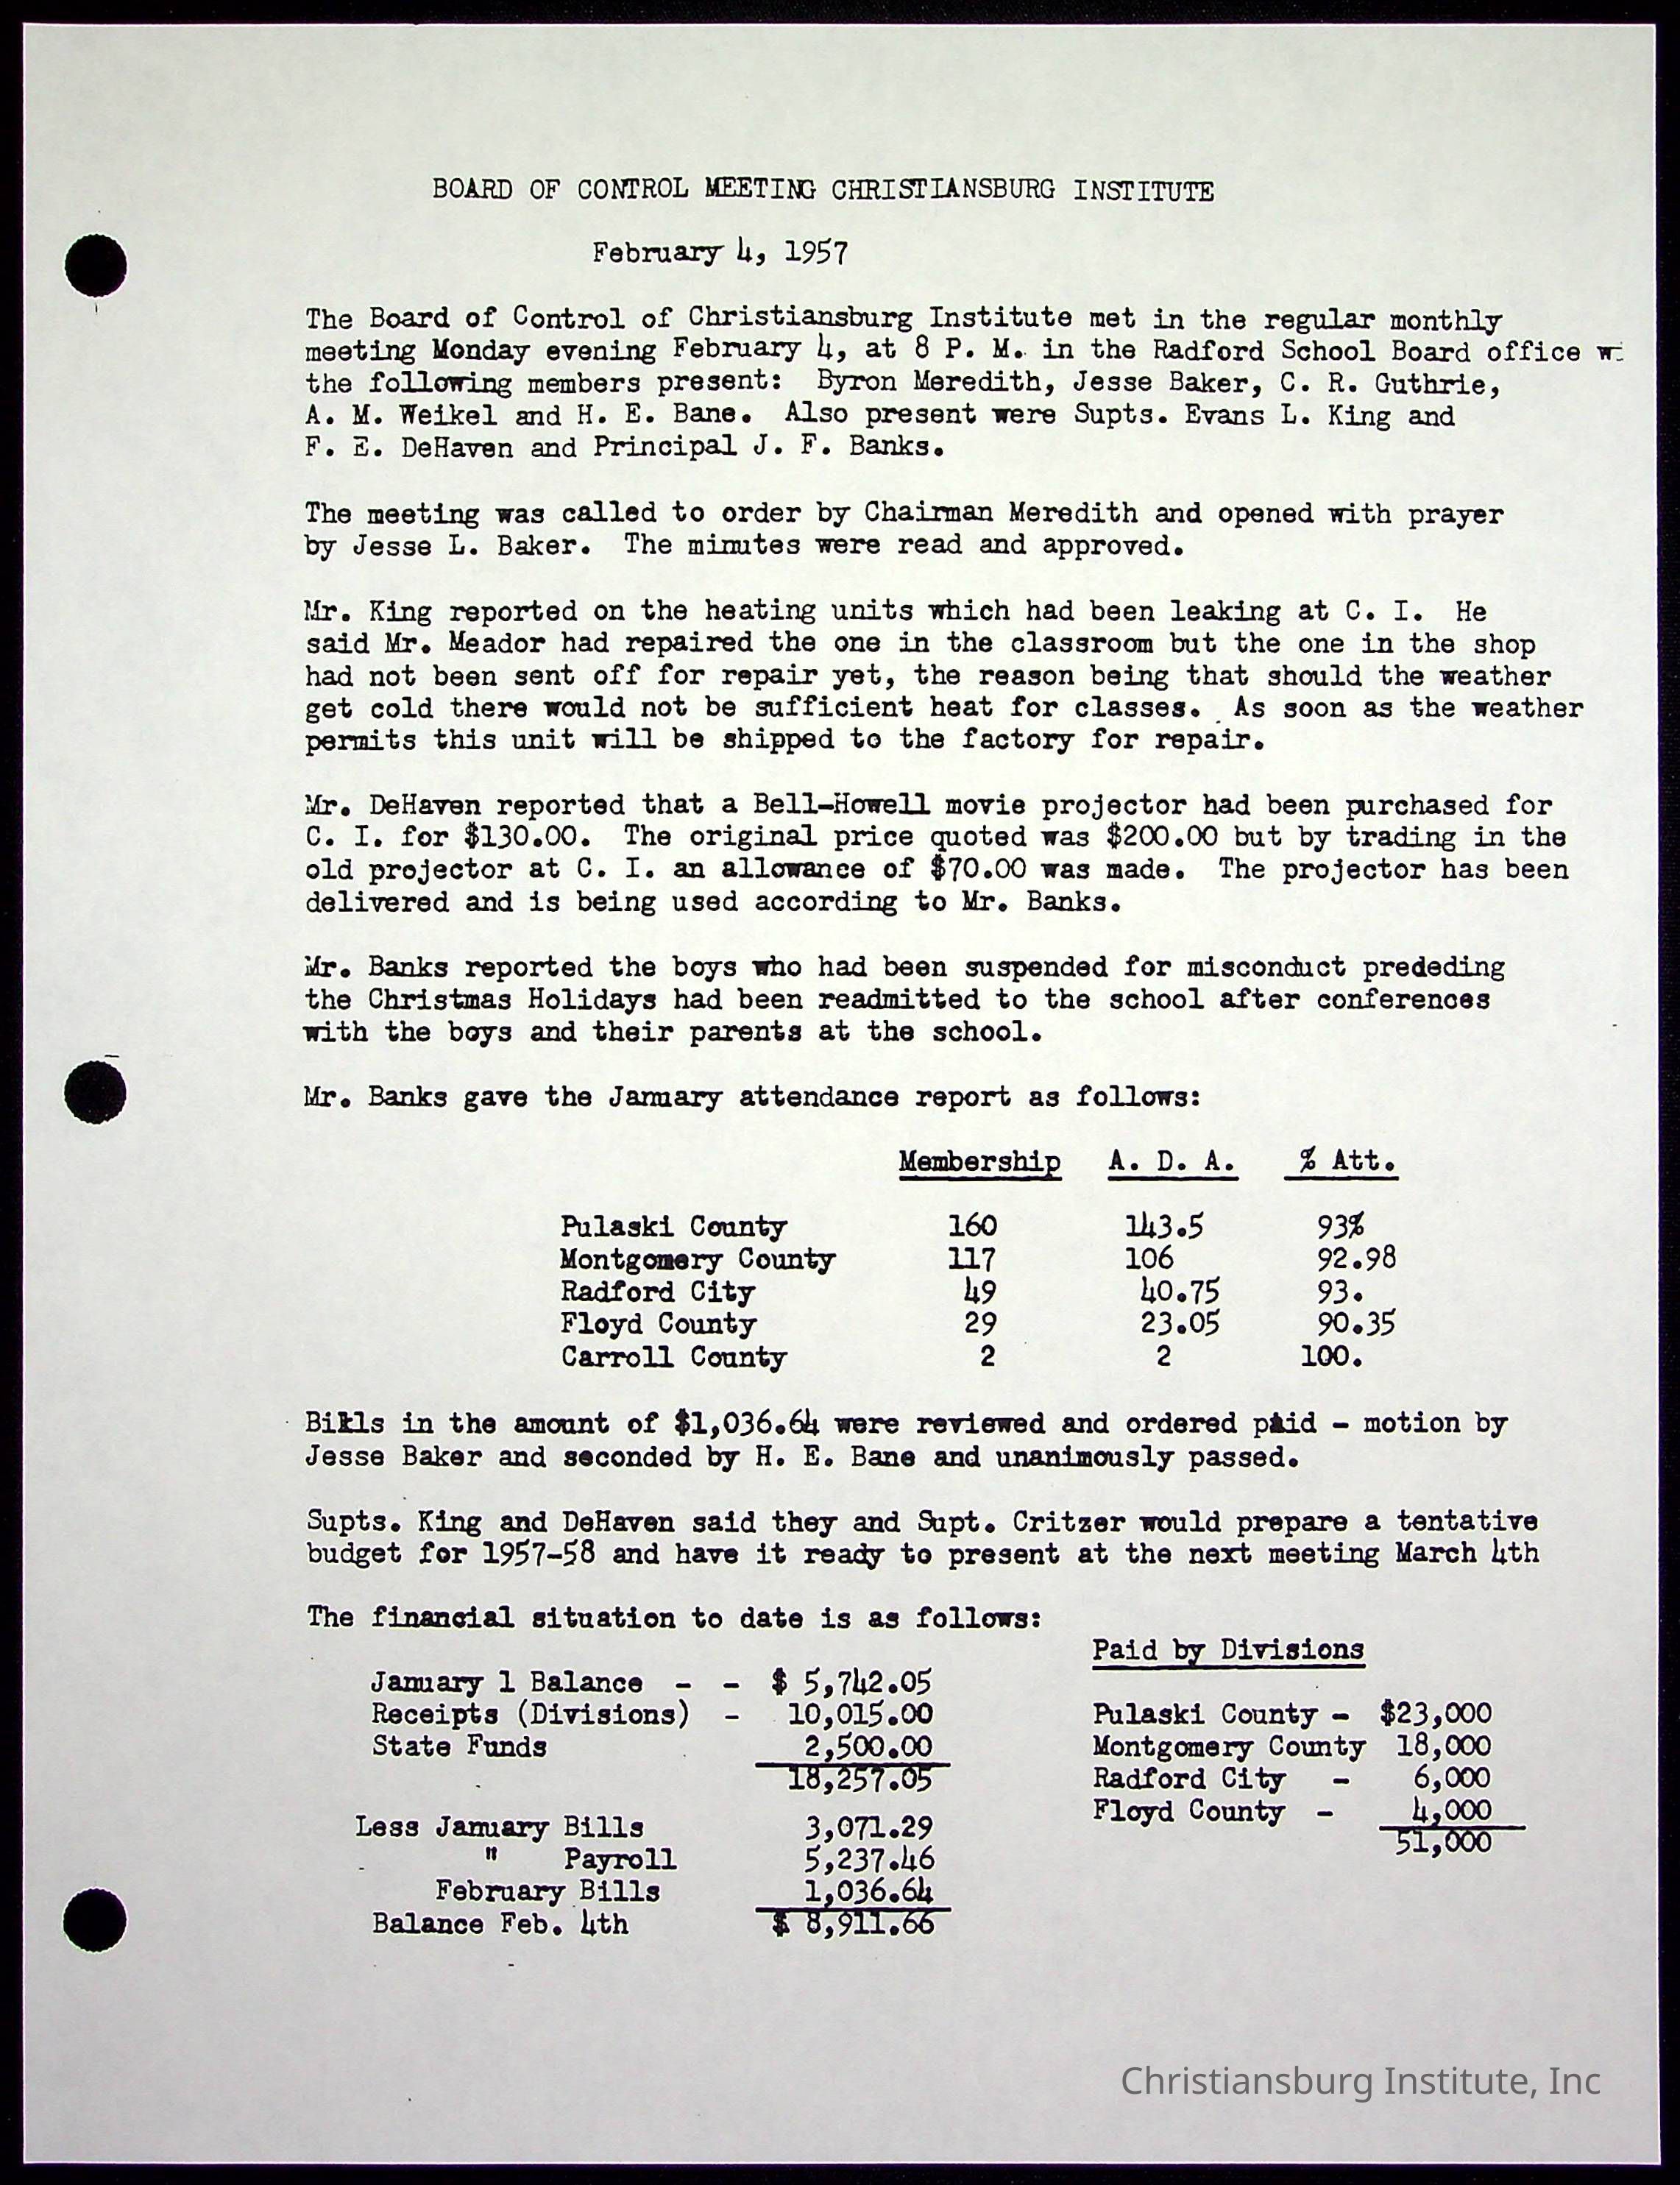 BOARD OF CONTROL MEETING CHRISTIANSBURG INSTITUTE
February 4, 1957
The Board of Control of Christiansburg Institute met in the regular monthly
meeting Monday evening February 4, at 8 P. M. in the Radford School Board office
the following members present: Byron Meredith, Jesse Baker, C. R. Guthrie,
A. M. Weikel and H. E. Bane. Also present were Supts. Evans L. King and
F. E. DeHaven and Principal J. F. Banks.
The meeting was called to order by Chairman Meredith and opened with prayer
by Jesse L. Baker. The minutes were read and approved.
Mr. King reported on the heating units which had been leaking at C. I. He
said Mr. Meador had repaired the one in the classroom but the one in the shop
had not been sent off for repair yet, the reason being that should the weather
get cold there would not be sufficient heat for classes. As soon as the weather
permits this unit will be shipped to the factory for repair.
Mr. DeHaven reported that a Bell-Howell movie projector had been purchased for
C. I. for $130.00. The original price quoted was $200.00 but by trading in the
old projector at C. I. an allowance of $70.00 was made. The projector has been
delivered and is being used according to Mr. Banks.
Mr. Banks reported the boys who had been suspended for misconduct prededing
the Christmas Holidays had been readmitted to the school after conferences
with the boys and their parents at the school.
Mr. Banks gave the January attendance report as follows:
Membership A. D. A. % Att.
Pulaski County 160 143.5 93%
Montgomery County 117 106 92.98
Radford City 49 40.75 93.
Floyd County 29 23.05 90.35
Carroll County 2 2 100.
Bills in the amount of $1,036.64 were reviewed and ordered paid - motion by
Jesse Baker and seconded by H. E. Bane and unanimously passed.
Supts. King and DeHaven said they and Supt. Critzer would prepare a tentative
budget for 1957-58 and have it ready to present at the next meeting March 4th
The financial situation to date is as follows:
January 1 Balance - - $ 5,742.05
Receipts (Divisions) - 10,015.00
State Funds 2,500.00
18,257.05
Less January Bills 3,071.29
" Payroll 5,237.46
February Bills 1,036.64
Balance Feb. 4th $ 8,911.66
Paid by Divisions
Pulaski County - $23,000
Montgomery County 18,000
Radford City - 6,000
Floyd County - 4,000
51,000
Christiansburg Institute, Inc